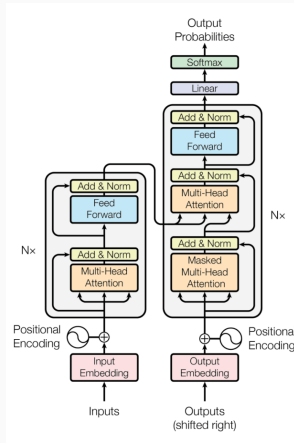 Output
Probabilities
Softmax
Linear
Add & Norm
Feed
Forward
Add & Norm
Multi-Head
Attention
Add & Norm
Masked
Multi-Head
Attention
Nx
Positional
Encoding
Output
Embedding
Outputs
(shifted right)
Add & Norm
Feed
Forward
Add & Norm
Multi-Head
Attention
Nx
Positional
Encoding
Input
Embedding
Inputs